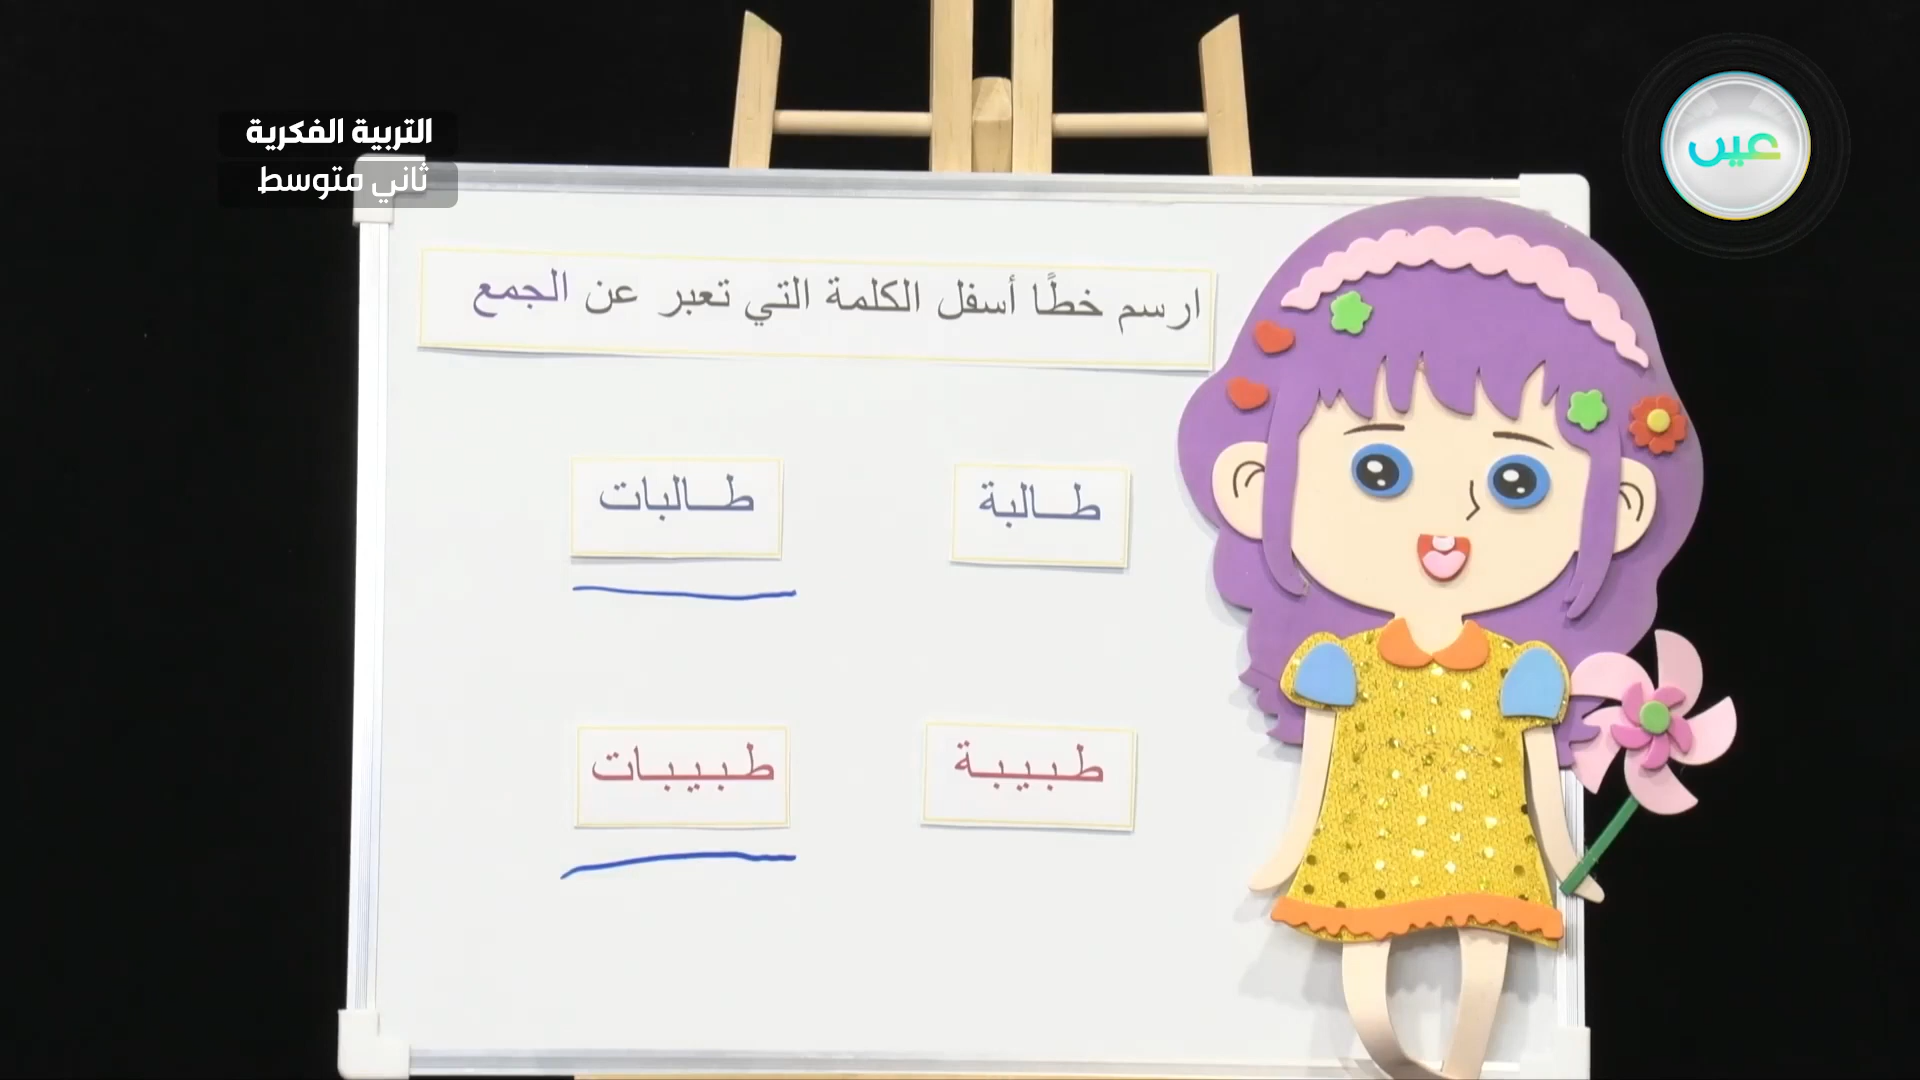 التربية الفكرية
ثاني متوسط
عين
ارسم خطًا أسفل الكلمة التي تعبر عن الجمع
طالبة
طالبات
طبيبة
طبيبات